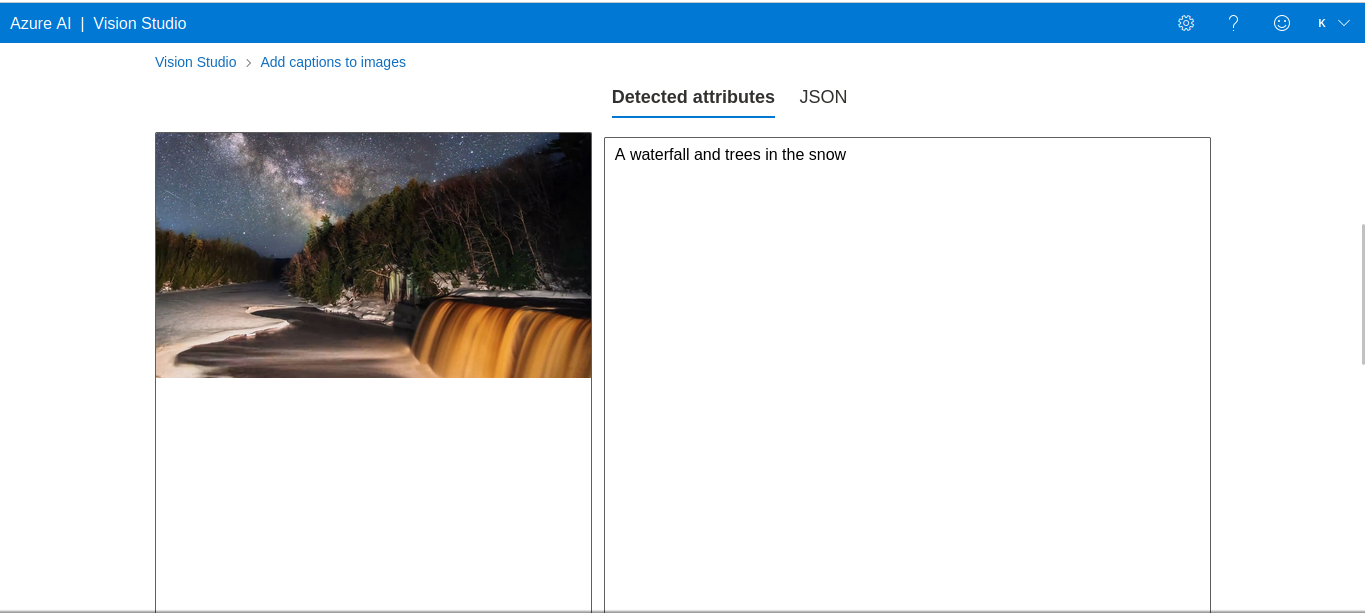 Azure AI | Vision Studio
K
Vision Studio > Add captions to images
Detected attributes JSON
A waterfall and trees in the snow